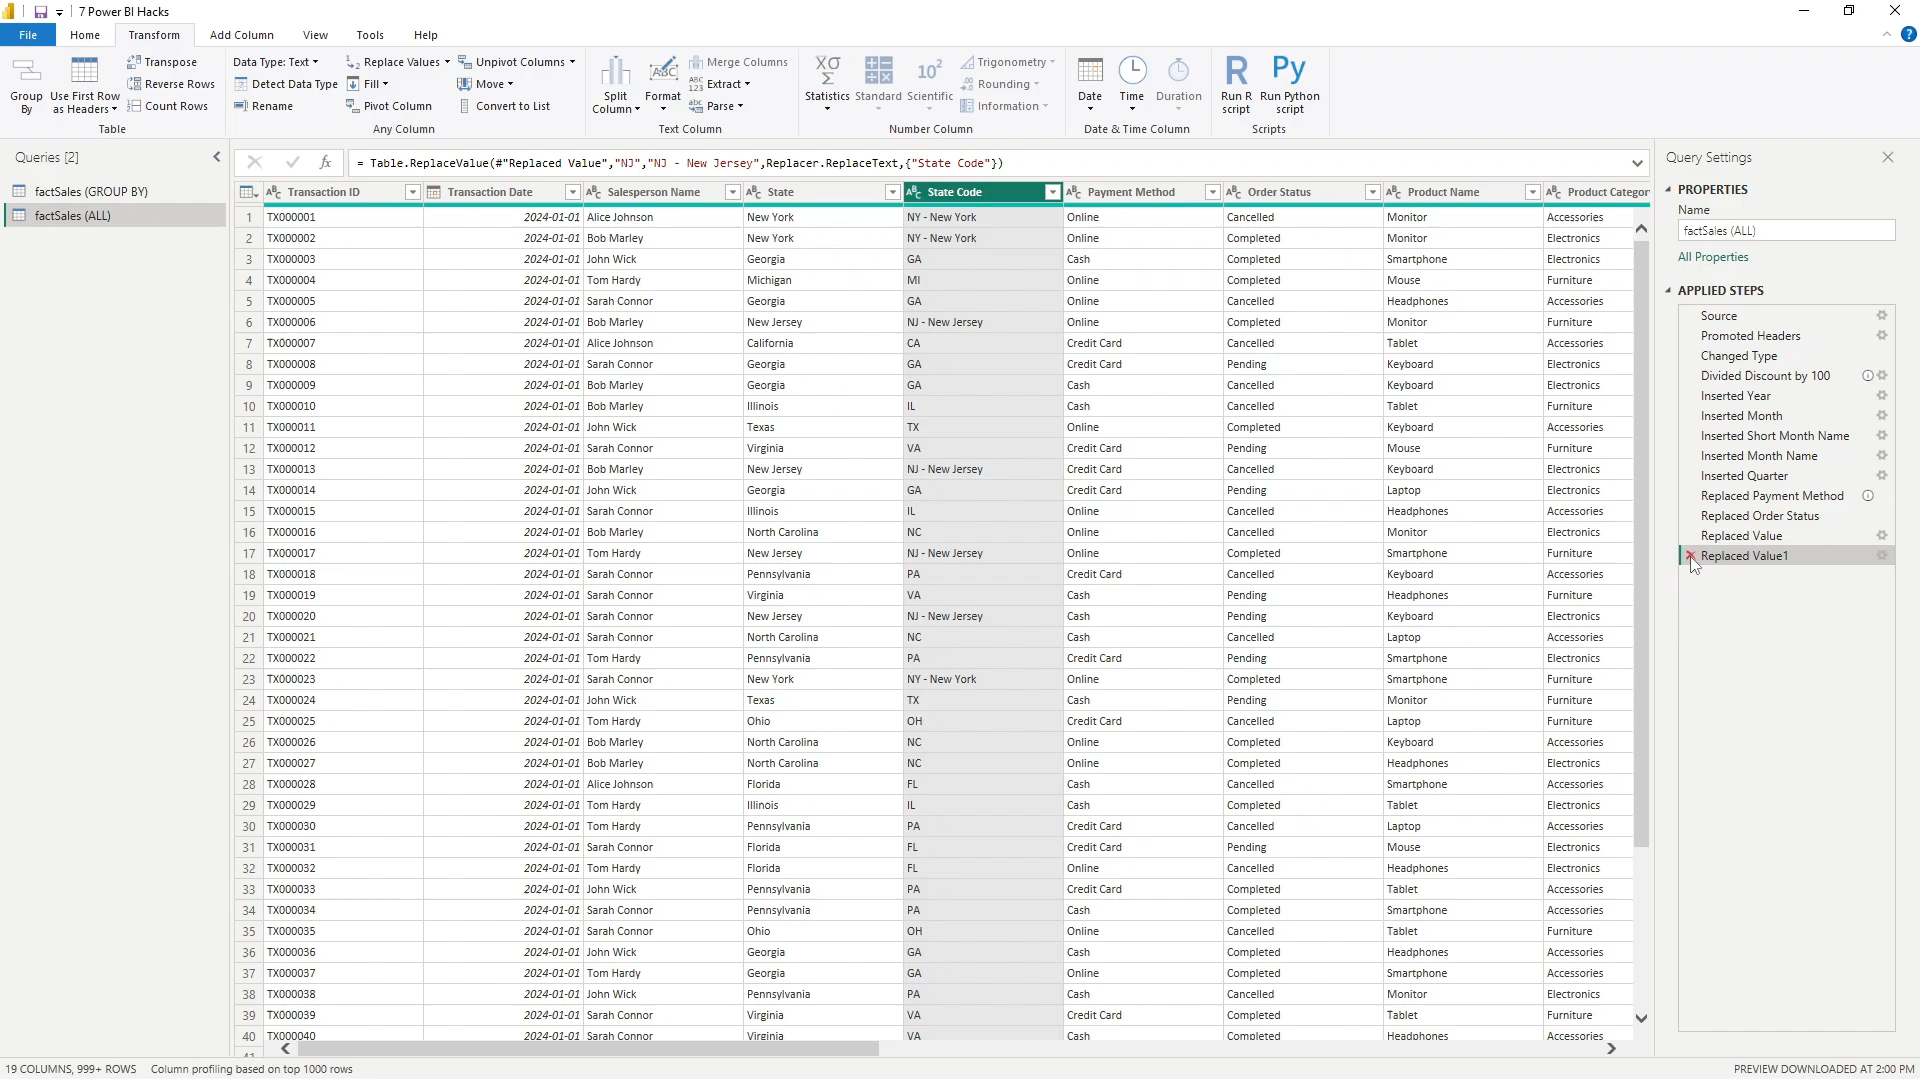 7 Power BI Hacks
File Home Transform Add Column View Tools Help
Group By
Use First Row as Headers
Transpose
Reverse Rows
Count Rows
Table
Data Type: Text
Detect Data Type
Rename
Replace Values
Fill
Pivot Column
Unpivot Columns
Move
Convert to List
Any Column
Split Column
Format
Merge Columns
Extract
Parse
Text Column
Statistics
Standard
Scientific
Trigonometry
Rounding
Information
Number Column
Date
Time
Duration
Date & Time Column
Run R script
Run Python script
Scripts
Queries [2]
factSales (GROUP BY)
factSales (ALL)
= Table.ReplaceValue(#"Replaced Value","NJ","NJ - New Jersey",Replacer.ReplaceText,{"State Code"})
Transaction ID Transaction Date Salesperson Name State State Code Payment Method Order Status Product Name Product Categor
1 TX000001 2024-01-01 Alice Johnson New York NY - New York Online Cancelled Monitor Accessories
2 TX000002 2024-01-01 Bob Marley New York NY - New York Online Completed Monitor Electronics
3 TX000003 2024-01-01 John Wick Georgia GA Cash Completed Smartphone Electronics
4 TX000004 2024-01-01 Tom Hardy Michigan MI Online Completed Mouse Furniture
5 TX000005 2024-01-01 Sarah Connor Georgia GA Online Cancelled Headphones Accessories
6 TX000006 2024-01-01 Bob Marley New Jersey NJ - New Jersey Online Completed Monitor Furniture
7 TX000007 2024-01-01 Alice Johnson California CA Credit Card Cancelled Tablet Accessories
8 TX000008 2024-01-01 Sarah Connor Georgia GA Credit Card Pending Keyboard Electronics
9 TX000009 2024-01-01 Bob Marley Georgia GA Cash Cancelled Keyboard Electronics
10 TX000010 2024-01-01 Bob Marley Illinois IL Cash Cancelled Tablet Furniture
11 TX000011 2024-01-01 John Wick Texas TX Online Completed Keyboard Accessories
12 TX000012 2024-01-01 Sarah Connor Virginia VA Credit Card Pending Mouse Furniture
13 TX000013 2024-01-01 Bob Marley New Jersey NJ - New Jersey Credit Card Cancelled Keyboard Electronics
14 TX000014 2024-01-01 John Wick Georgia GA Credit Card Pending Laptop Electronics
15 TX000015 2024-01-01 Sarah Connor Illinois IL Online Cancelled Headphones Accessories
16 TX000016 2024-01-01 Bob Marley North Carolina NC Online Completed Monitor Electronics
17 TX000017 2024-01-01 Tom Hardy New Jersey NJ - New Jersey Online Completed Smartphone Furniture
18 TX000018 2024-01-01 Sarah Connor Pennsylvania PA Credit Card Cancelled Keyboard Accessories
19 TX000019 2024-01-01 Sarah Connor Virginia VA Cash Pending Headphones Furniture
20 TX000020 2024-01-01 Sarah Connor New Jersey NJ - New Jersey Cash Pending Keyboard Electronics
21 TX000021 2024-01-01 Sarah Connor North Carolina NC Cash Cancelled Laptop Accessories
22 TX000022 2024-01-01 Tom Hardy Pennsylvania PA Credit Card Pending Smartphone Electronics
23 TX000023 2024-01-01 Sarah Connor New York NY - New York Online Completed Smartphone Furniture
24 TX000024 2024-01-01 John Wick Texas TX Cash Pending Monitor Furniture
25 TX000025 2024-01-01 Tom Hardy Ohio OH Credit Card Cancelled Laptop Furniture
26 TX000026 2024-01-01 Bob Marley North Carolina NC Online Completed Keyboard Accessories
27 TX000027 2024-01-01 Bob Marley North Carolina NC Online Completed Headphones Electronics
28 TX000028 2024-01-01 Alice Johnson Florida FL Cash Cancelled Smartphone Accessories
29 TX000029 2024-01-01 Tom Hardy Illinois IL Cash Completed Tablet Electronics
30 TX000030 2024-01-01 Tom Hardy Pennsylvania PA Credit Card Cancelled Laptop Accessories
31 TX000031 2024-01-01 Sarah Connor Florida FL Credit Card Pending Mouse Electronics
32 TX000032 2024-01-01 Tom Hardy Florida FL Online Cancelled Headphones Electronics
33 TX000033 2024-01-01 John Wick Pennsylvania PA Credit Card Completed Tablet Accessories
34 TX000034 2024-01-01 Sarah Connor Pennsylvania PA Cash Completed Smartphone Accessories
35 TX000035 2024-01-01 Sarah Connor Ohio OH Online Cancelled Tablet Furniture
36 TX000036 2024-01-01 John Wick Georgia GA Cash Completed Headphones Accessories
37 TX000037 2024-01-01 Tom Hardy Georgia GA Online Completed Smartphone Accessories
38 TX000038 2024-01-01 John Wick Pennsylvania PA Cash Cancelled Monitor Electronics
39 TX000039 2024-01-01 Sarah Connor Virginia VA Credit Card Completed Tablet Furniture
40 TX000040 2024-01-01 Sarah Connor Virginia VA Cash Completed Headphones Accessories
41
Query Settings
PROPERTIES
Name
factSales (ALL)
All Properties
APPLIED STEPS
Source
Promoted Headers
Changed Type
Divided Discount by 100
Inserted Year
Inserted Month
Inserted Short Month Name
Inserted Month Name
Inserted Quarter
Replaced Payment Method
Replaced Order Status
Replaced Value
Replaced Value1
19 COLUMNS, 999+ ROWS Column profiling based on top 1000 rows
PREVIEW DOWNLOADED AT 2:00 PM